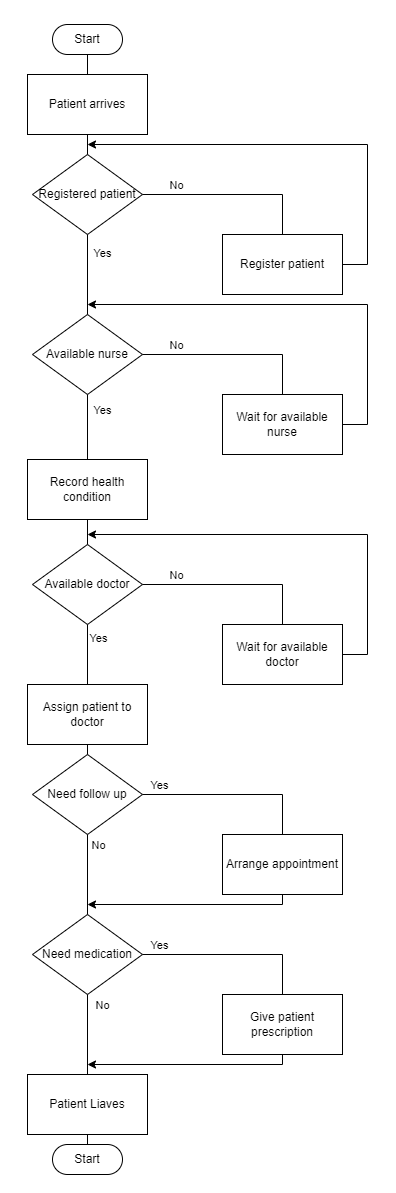 Start
Patient arrives
Registered patient
No
Yes
Register patient
Available nurse
No
Yes
Wait for available
nurse
Record health
condition
Available doctor
No
Yes
Wait for available
doctor
Assign patient to
doctor
Need follow up
Yes
No
Arrange appointment
Need medication
Yes
No
Give patient
prescription
Patient Liaves
Start